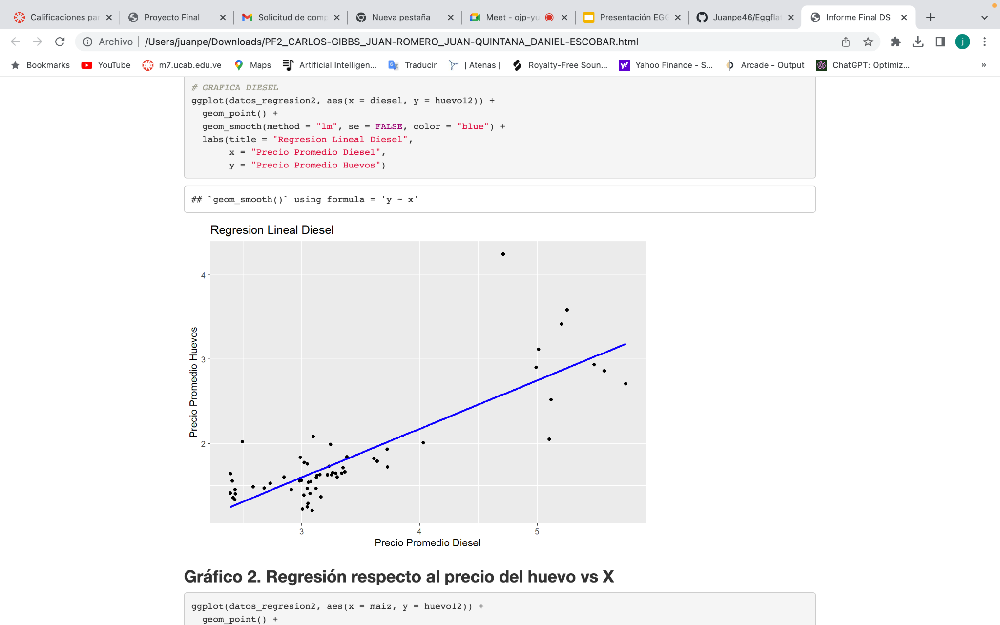 Calificaciones par
Proyecto Final
Solicitud de comp
Nueva pestaña
Meet - ojp-yu
Presentación EGG
Juanpe46/Eggflat
Informe Final DS
Archivo
/Users/juanpe/Downloads/PF2_CARLOS-GIBBS_JUAN-ROMERO_JUAN-QUINTANA_DANIEL-ESCOBAR.html
j
Bookmarks
YouTube
m7.ucab.edu.ve
Maps
Artificial Intelligen...
Traducir
| Atenas |
Royalty-Free Soun...
y!
Yahoo Finance - S...
Arcade - Output
ChatGPT: Optimiz...
»
# GRAFICA DIESEL
ggplot(datos_regresion2, aes(x = diesel, y = huevo12)) +
geom_point() +
geom_smooth(method = "lm", se = FALSE, color = "blue") +
labs(title = "Regresion Lineal Diesel",
x = "Precio Promedio Diesel",
y = "Precio Promedio Huevos")
## `geom_smooth()` using formula = 'y ~ x'
Regresion Lineal Diesel
Precio Promedio Huevos
4
3
2
3
4
5
Precio Promedio Diesel
Gráfico 2. Regresión respecto al precio del huevo vs X
ggplot(datos_regresion2, aes(x = maiz, y = huevo12)) +
geom_point() +